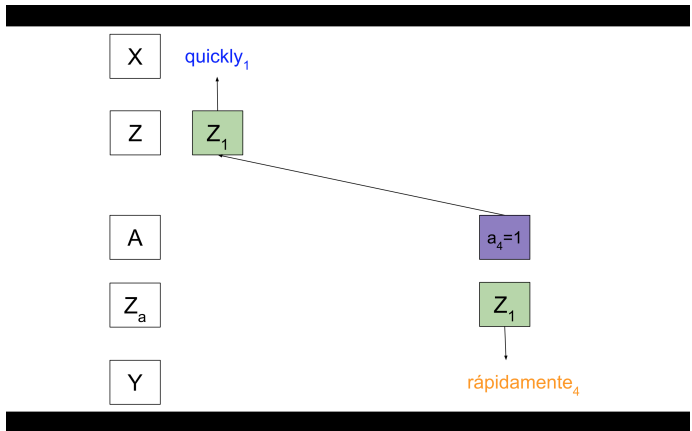 X quickly₁
Z Z₁
A a₄=1
Zₐ Z₁
Y rápidamente₄